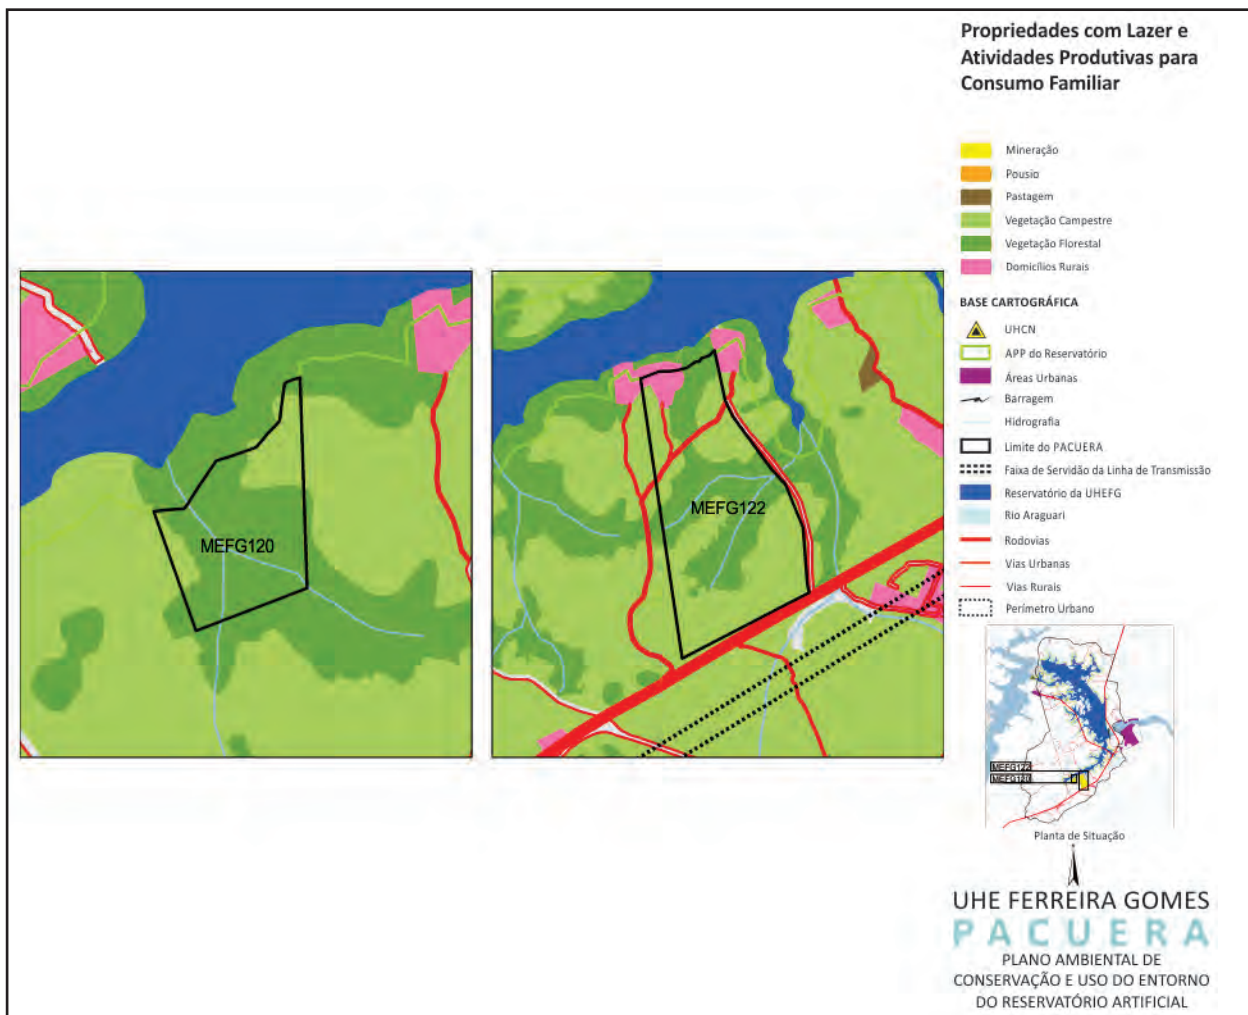 Propriedades com Lazer e
Atividades Produtivas para
Consumo Familiar
Mineração
Pousio
Pastagem
Vegetação Campestre
Vegetação Florestal
Domicílios Rurais
BASE CARTOGRÁFICA
UHCN
APP do Reservatório
Áreas Urbanas
Barragem
Hidrografia
Limite do PACUERA
Faixa de Servidão da Linha de Transmissão
Reservatório da UHEFG
Rio Araguari
Rodovias
Vias Urbanas
Vias Rurais
Perímetro Urbano
MEFG120
MEFG122
MEFG122
MEFG120
Planta de Situação
UHE FERREIRA GOMES
PACUERA
PLANO AMBIENTAL DE
CONSERVAÇÃO E USO DO ENTORNO
DO RESERVATÓRIO ARTIFICIAL